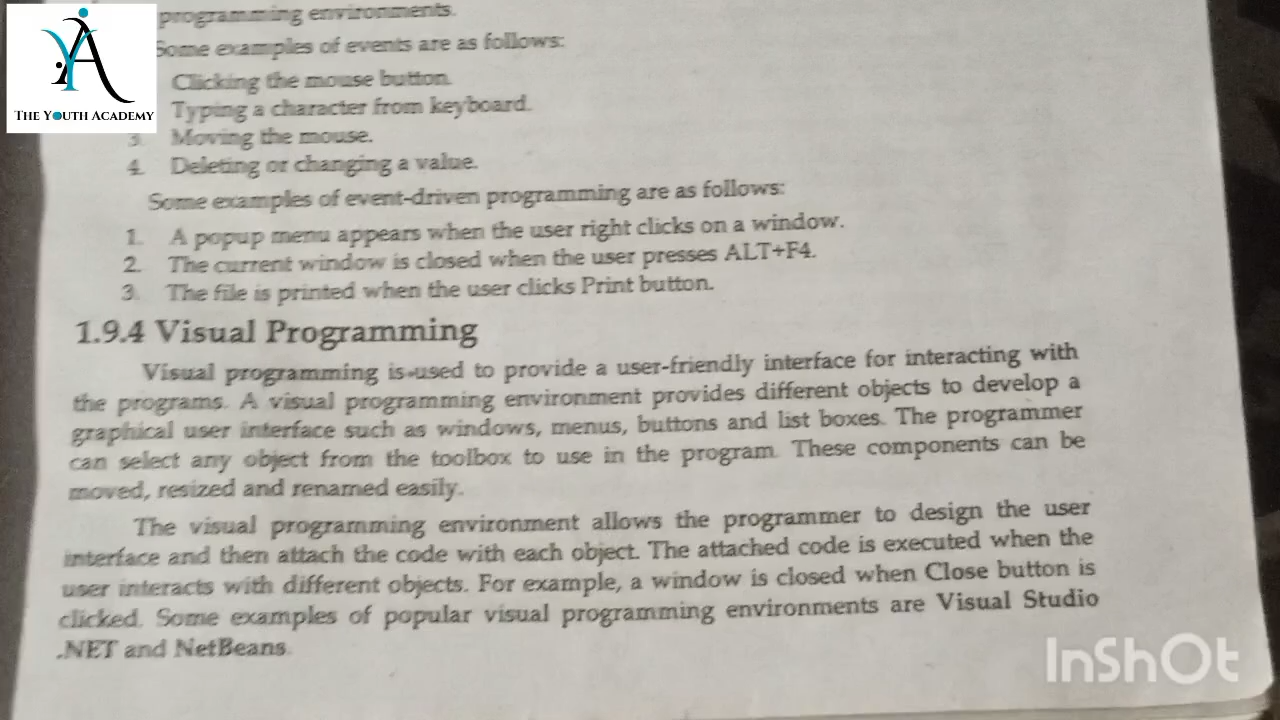 programming environments.
Some examples of events are as follows:
Clicking the mouse button.
Typing a character from keyboard.
3. Moving the mouse.
4. Deleting or changing a value.
Some examples of event-driven programming are as follows:
1. A popup menu appears when the user right clicks on a window.
2. The current window is closed when the user presses ALT+F4.
3. The file is printed when the user clicks Print button.
1.9.4 Visual Programming
Visual programming is used to provide a user-friendly interface for interacting with
the programs. A visual programming environment provides different objects to develop a
graphical user interface such as windows, menus, buttons and list boxes. The programmer
can select any object from the toolbox to use in the program. These components can be
moved, resized and renamed easily.
The visual programming environment allows the programmer to design the user
interface and then attach the code with each object. The attached code is executed when the
user interacts with different objects. For example, a window is closed when Close button is
clicked. Some examples of popular visual programming environments are Visual Studio
.NET and NetBeans.
YA
THE YOUTH ACADEMY
InShOt